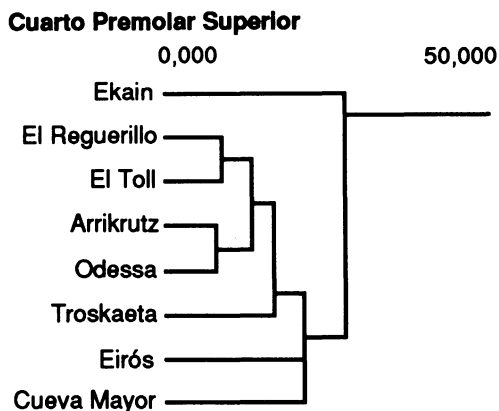 Cuarto Premolar Superior
0,000 50,000
Ekain
El Reguerillo
El Toll
Arrikrutz
Odessa
Troskaeta
Eirós
Cueva Mayor